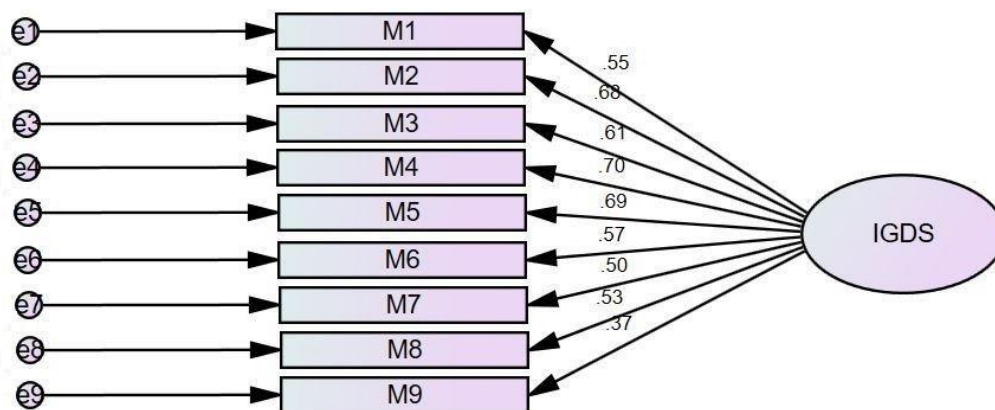 e1 M1
.55
e2 M2
.68
e3 M3
.61
e4 M4
.70
e5 M5
.69
IGDS
e6 M6
.57
e7 M7
.50
e8 M8
.53
e9 M9
.37